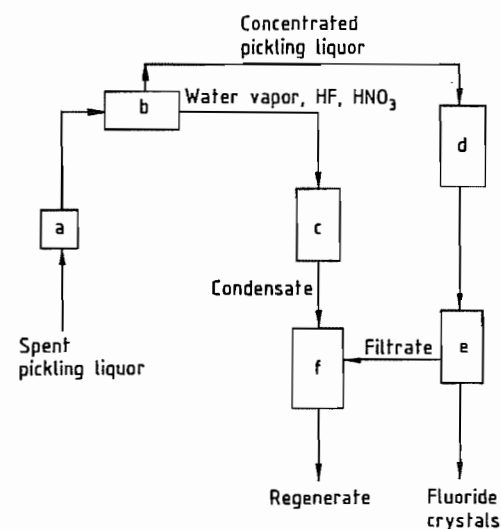 Concentrated
pickling liquor
b
Water vapor, HF, HNO₃
d
a
c
Condensate
Spent
pickling liquor
f
Filtrate
e
Regenerate
Fluoride
crystals